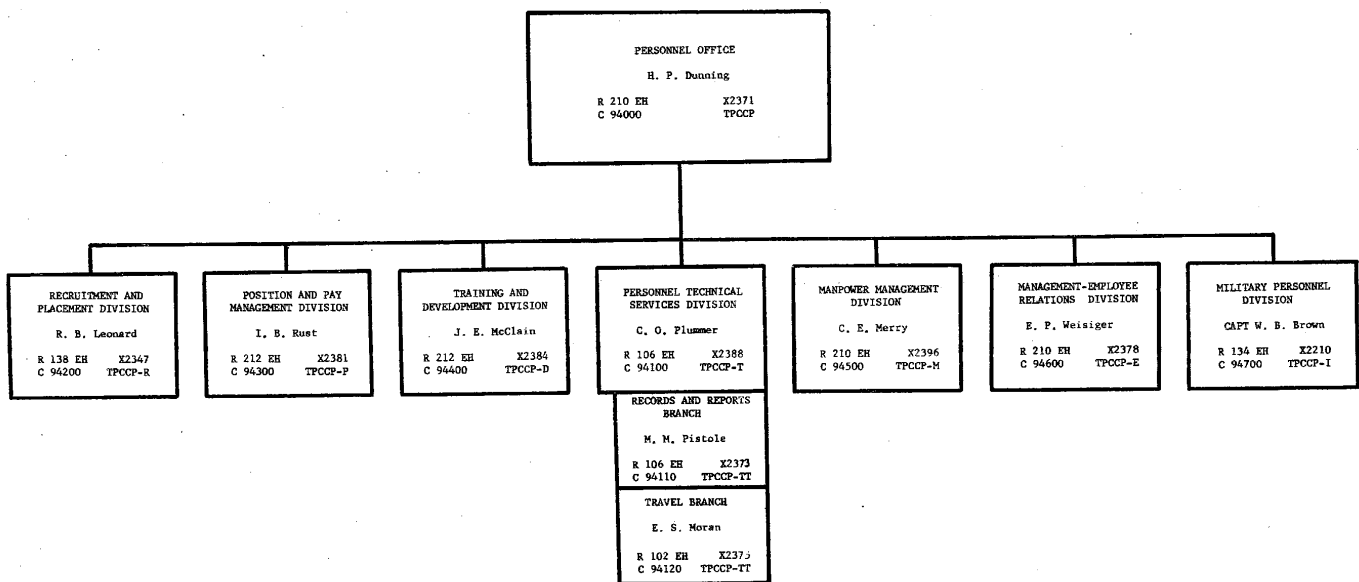 PERSONNEL OFFICE
H. P. Dunning
R 210 EH X2371
C 94000 TPCCP
RECRUITMENT AND
PLACEMENT DIVISION
R. B. Leonard
R 138 EH X2347
C 94200 TPCCP-R
POSITION AND PAY
MANAGEMENT DIVISION
I. B. Rust
R 212 EH X2381
C 94300 TPCCP-P
TRAINING AND
DEVELOPMENT DIVISION
J. E. McClain
R 212 EH X2384
C 94400 TPCCP-D
PERSONNEL TECHNICAL
SERVICES DIVISION
C. O. Plummer
R 106 EH X2388
C 94100 TPCCP-T
RECORDS AND REPORTS
BRANCH
M. M. Pistole
R 106 EH X2373
C 94110 TPCCP-TT
TRAVEL BRANCH
E. S. Moran
R 102 EH
C 94120 TPCCP-TT
MANPOWER MANAGEMENT
DIVISION
C. E. Merry
R 210 EH X2396
C 94500 TPCCP-M
MANAGEMENT-EMPLOYEE
RELATIONS DIVISION
E. P. Weisiger
R 210 EH X2378
C 94600 TPCCP-E
MILITARY PERSONNEL
DIVISION
CAPT W. B. Brown
R 134 EH X2210
C 94700 TPCCP-I